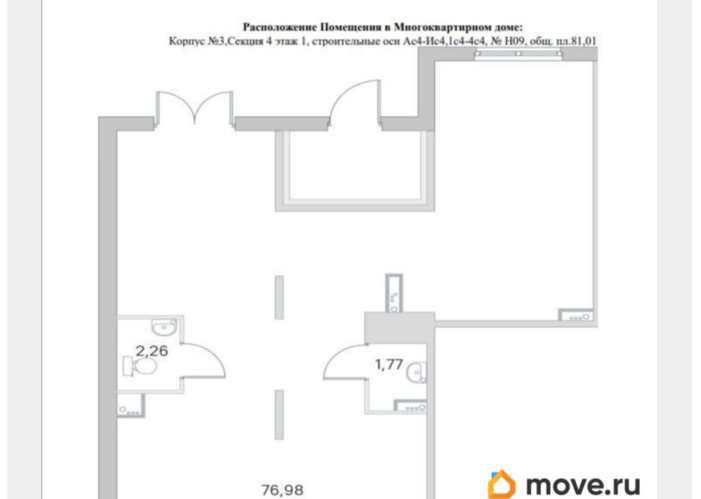 Расположение Помещения в Многоквартирном доме:
Корпус №3,Секция 4 этаж 1, строительные оси Ас4-Ис4,1с4-4с4, № Н09, общ. пл.81,01
2,26
1,77
76,98
move.ru